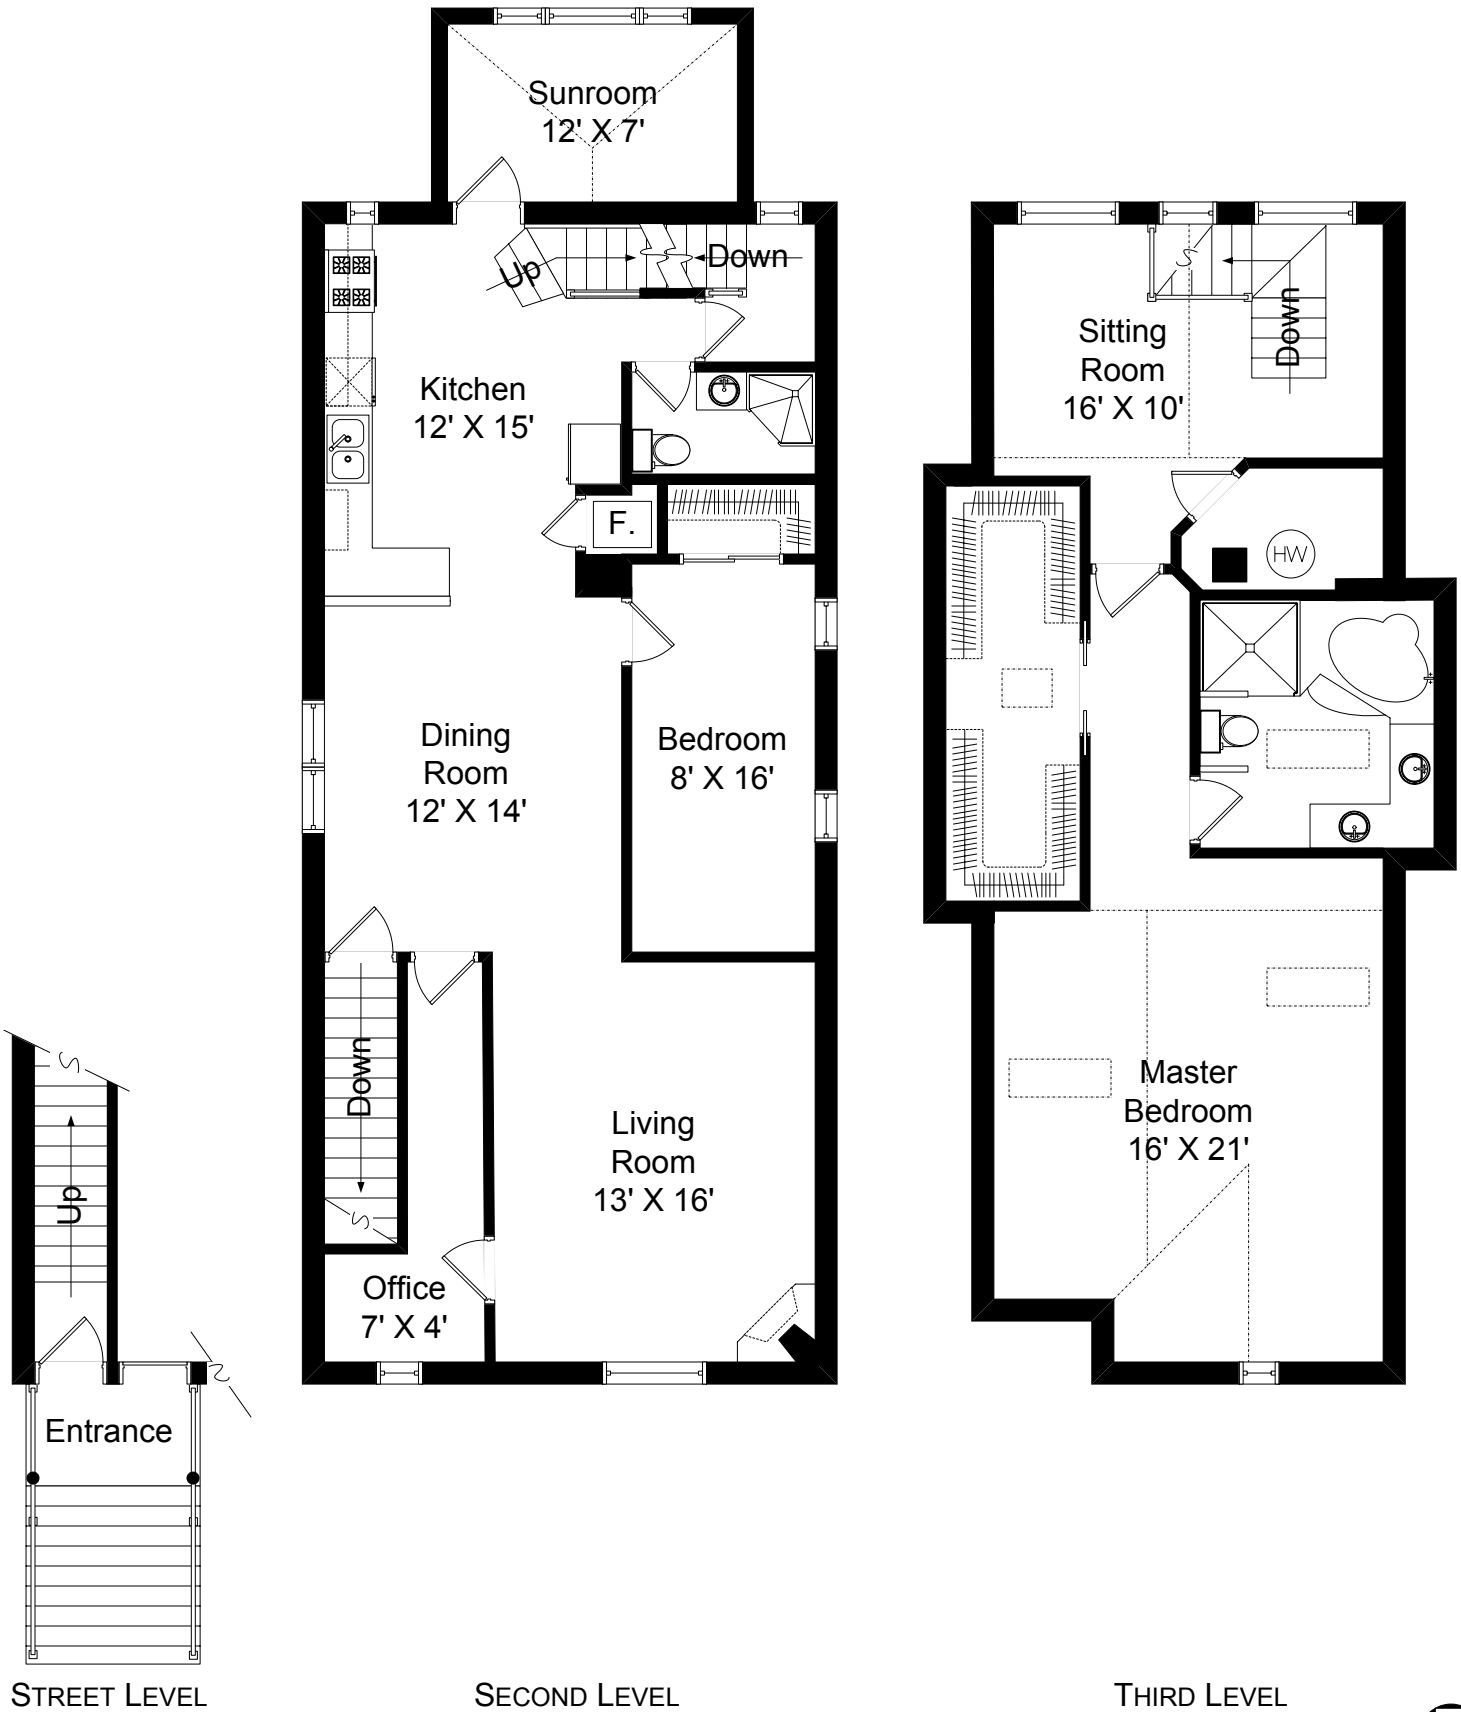 Sunroom
12' X 7'
Up
Down
Kitchen
12' X 15'
F.
Dining
Room
12' X 14'
Bedroom
8' X 16'
Down
Living
Room
13' X 16'
Office
7' X 4'
Up
Entrance
STREET LEVEL
SECOND LEVEL
Sitting
Room
16' X 10'
Down
HW
Master
Bedroom
16' X 21'
THIRD LEVEL